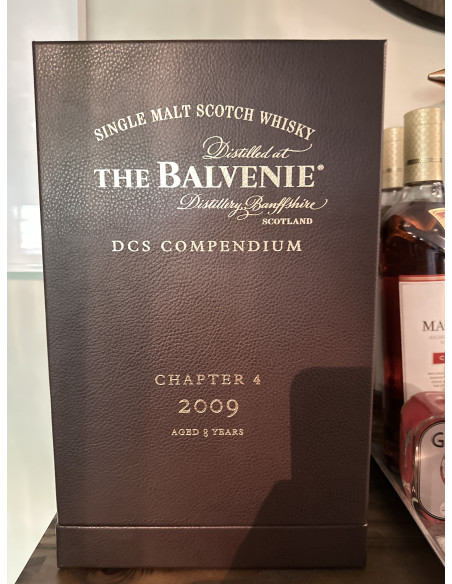 SINGLE MALT SCOTCH WHISKY
Distilled at
THE BALVENIE®
Distillery, Banffshire
SCOTLAND
DCS COMPENDIUM
CHAPTER 4
2009
AGED 8 YEARS
MA
G